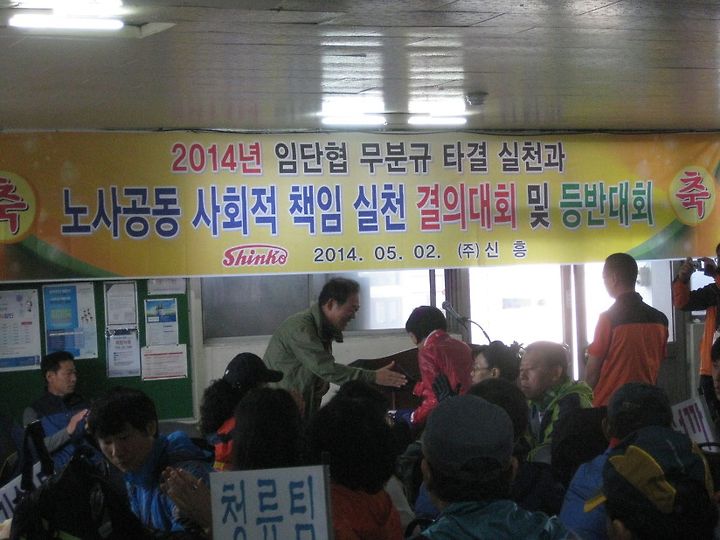 2014년 임단협 무분규 타결 실천과
축 노사공동 사회적 책임 실천 결의대회 및 등반대회 축
Shinko 2014. 05. 02. (주)신 흥
청류팀